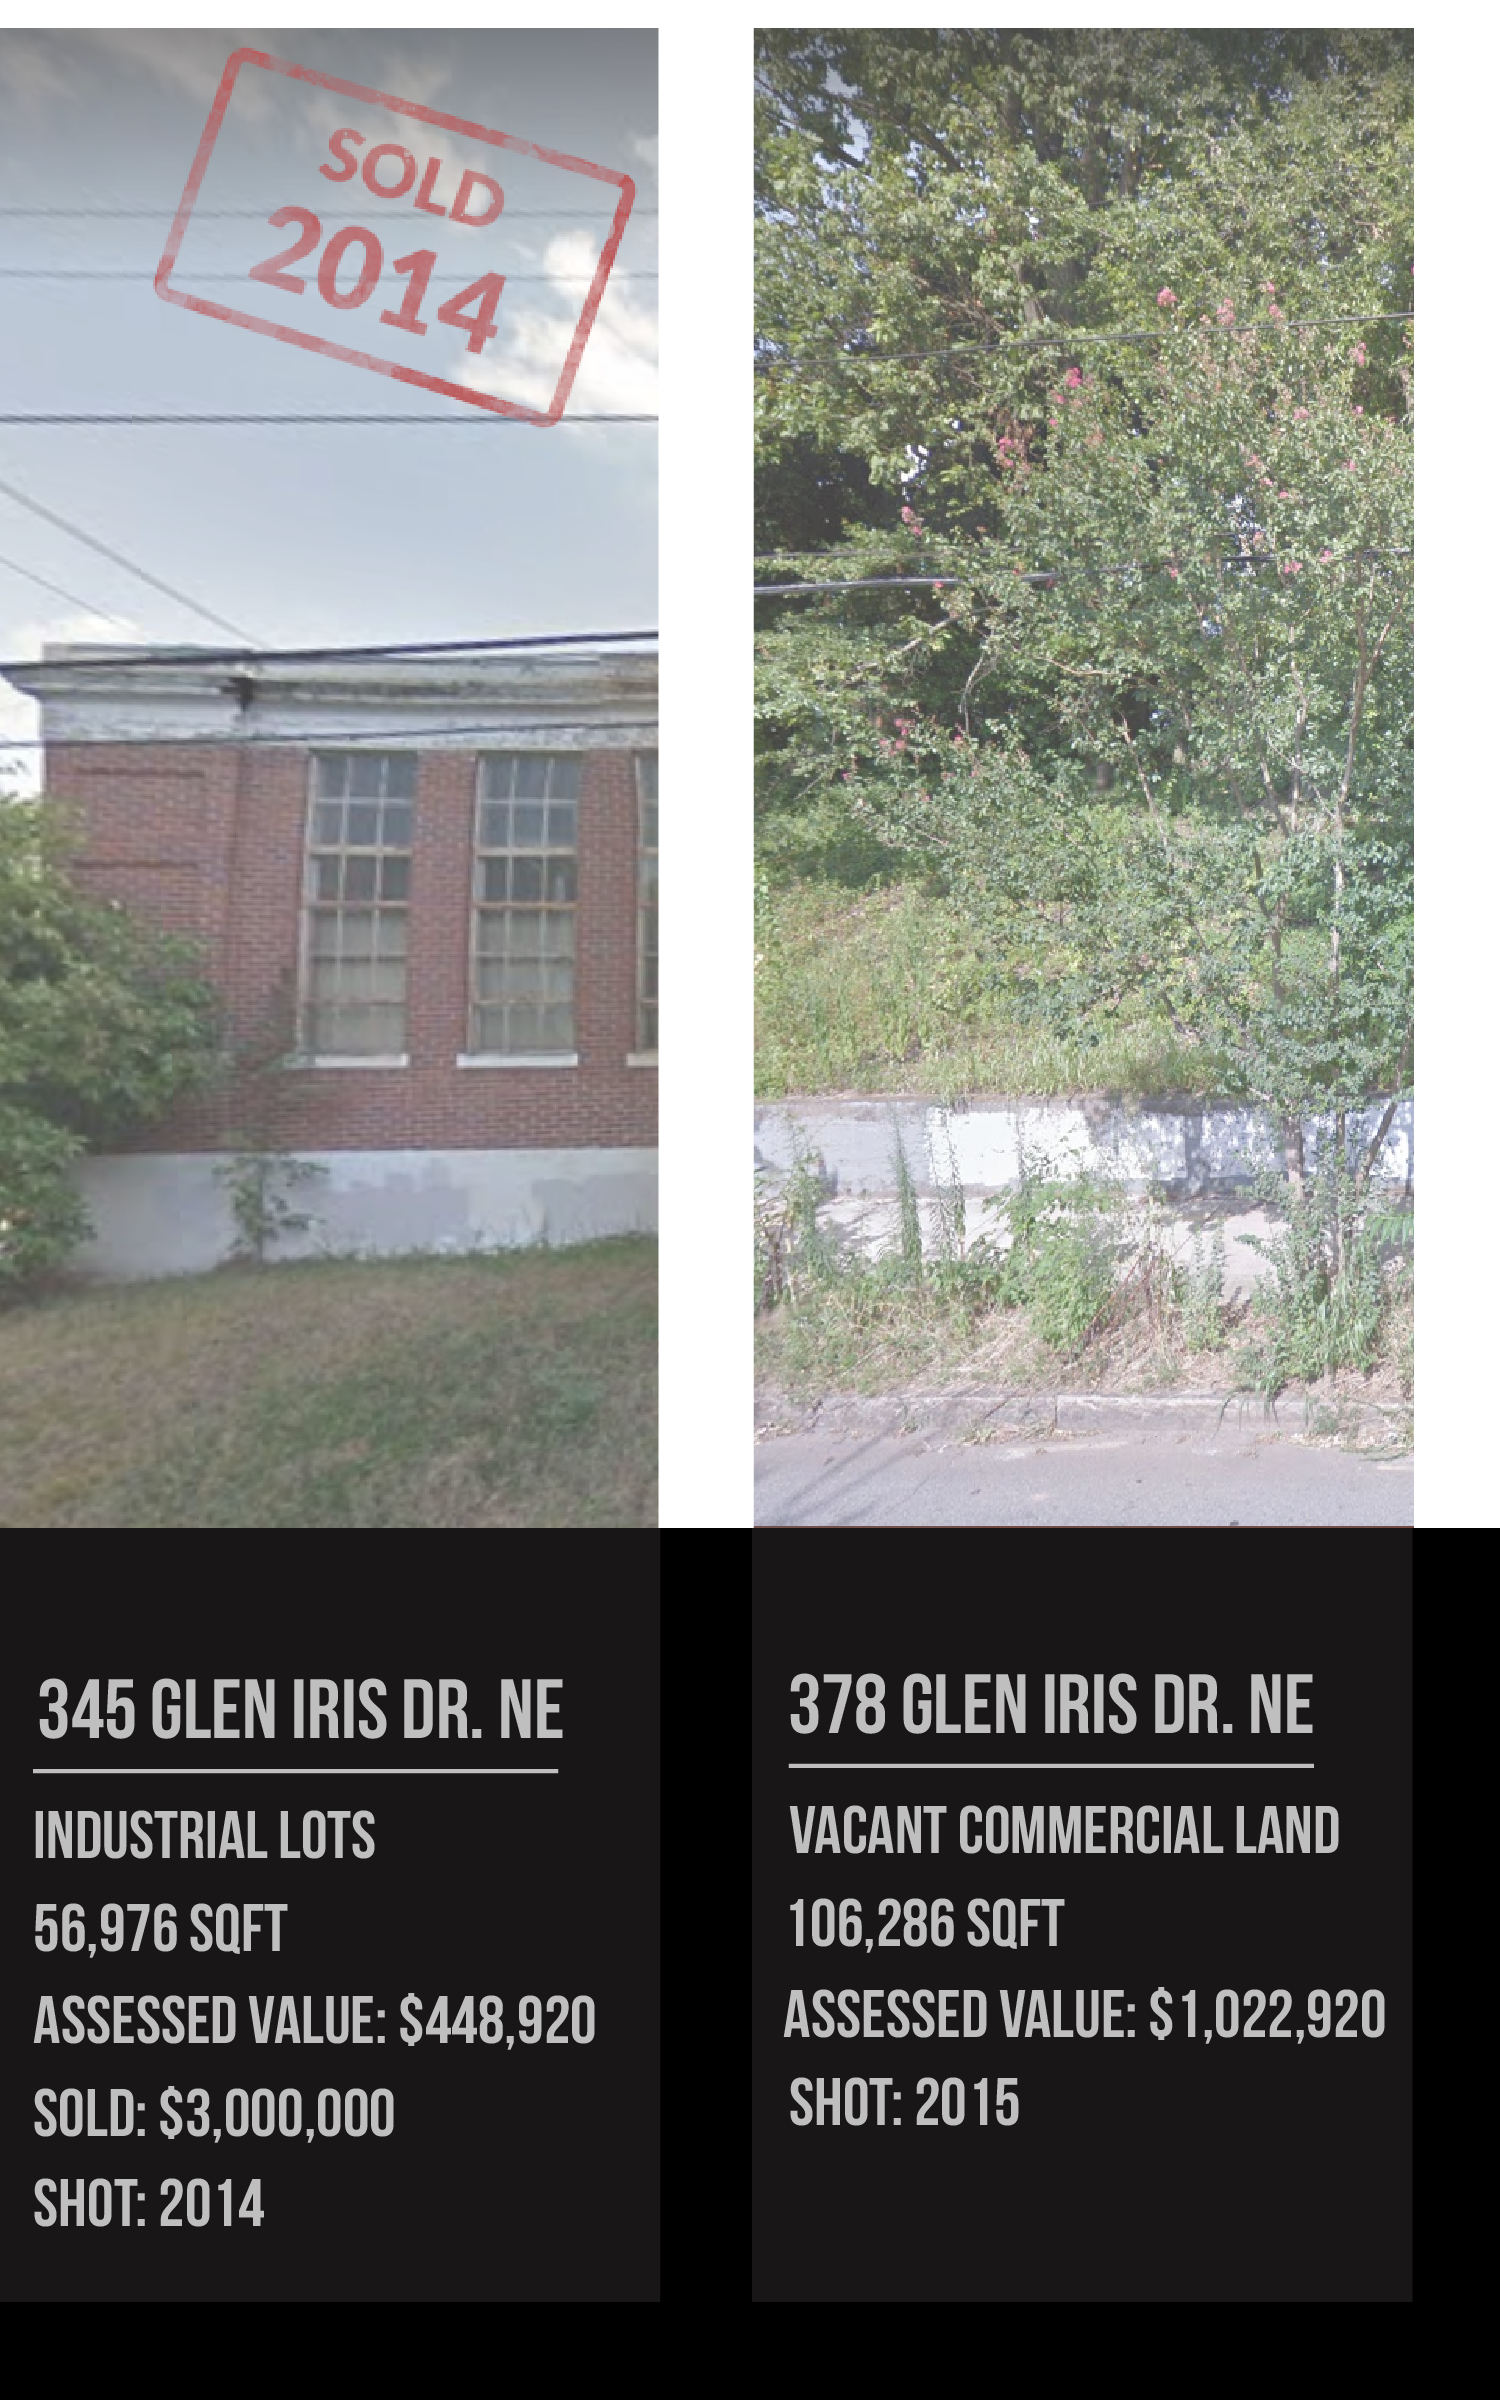 SOLD
2014
345 GLEN IRIS DR. NE
INDUSTRIAL LOTS
56,976 SQFT
ASSESSED VALUE: $448,920
SOLD: $3,000,000
SHOT: 2014
378 GLEN IRIS DR. NE
VACANT COMMERCIAL LAND
106,286 SQFT
ASSESSED VALUE: $1,022,920
SHOT: 2015